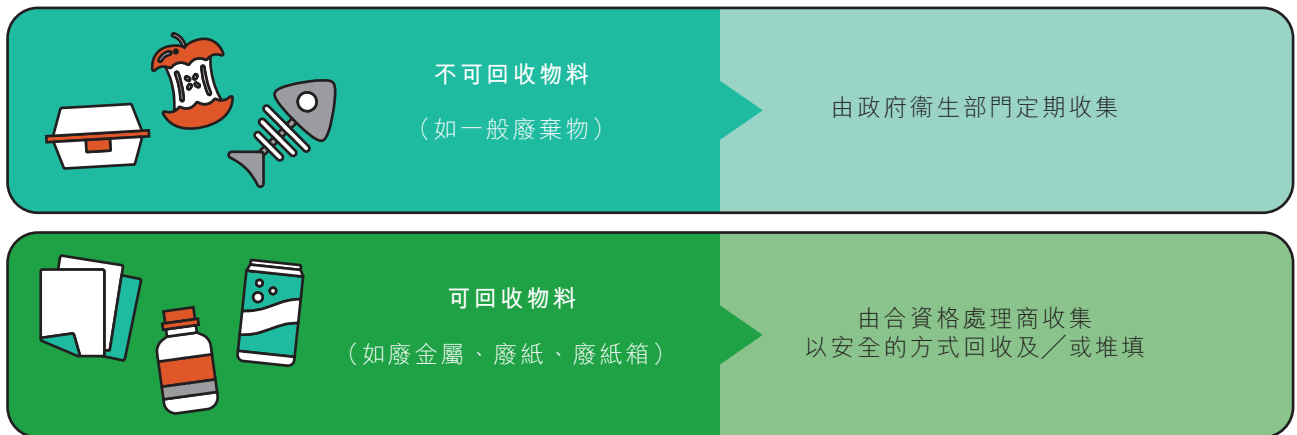 不可回收物料
（如一般廢棄物）
由政府衞生部門定期收集
可回收物料
（如廢金屬、廢紙、廢紙箱）
由合資格處理商收集
以安全的方式回收及／或堆填